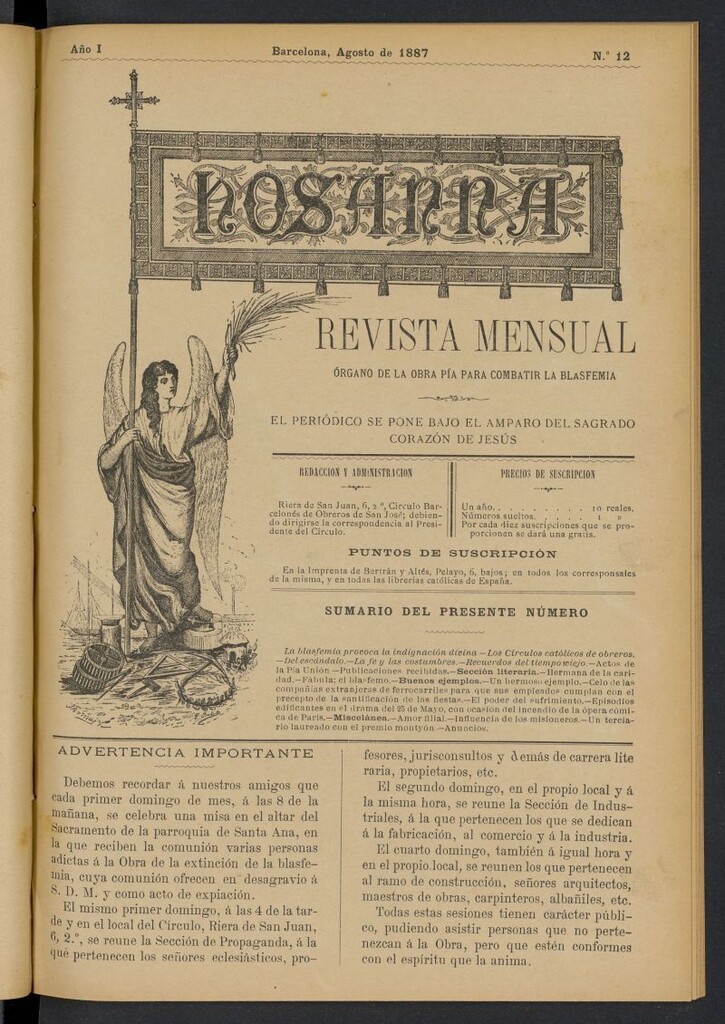 Año I
Barcelona, Agosto de 1887
N.º 12
HOSANNA
REVISTA MENSUAL
ÓRGANO DE LA OBRA PÍA PARA COMBATIR LA BLASFEMIA
EL PERIÓDICO SE PONE BAJO EL AMPARO DEL SAGRADO
CORAZÓN DE JESÚS
REDACCION Y ADMINISTRACION
Riera de San Juan, 6, 2.º, Círculo Bar-
celonés de Obreros de San José; debien-
do dirigirse la correspondencia al Presi-
dente del Círculo.
PRECIOS DE SUSCRIPCION
Un año. . . . . . . . . 10 reales.
Números sueltos. . . . . 1 »
Por cada diez suscripciones que se pro-
porcionen se dará una gratis.
PUNTOS DE SUSCRIPCIÓN
En la Imprenta de Bertrán y Altés, Pelayo, 6, bajos; en todos los corresponsales
de la misma, y en todas las librerías católicas de España.
SUMARIO DEL PRESENTE NÚMERO
La blasfemia provoca la indignación divina.—Los Círculos católicos de obreros.
—Del escándalo.—La fe y las costumbres.—Recuerdos del tiempo viejo.—Actos de
la Pía Unión.—Publicaciones recibidas.—Sección literaria.—Hermana de la cari-
dad.—Fábula; el blasfemo.—Buenos ejemplos.—Un hermoso ejemplo.—Celo de las
compañías extranjeras de ferrocarriles para que sus empleados cumplan con el
precepto de la santificación de las fiestas.—El poder del sufrimiento.—Episodios
edificantes en el drama del 25 de Mayo, con ocasión del incendio de la ópera cómi-
ca de París.—Miscelánea.—Amor filial.—Influencia de los misioneros.—Un tercia-
rio laureado con el premio montyón.—Anuncios.
ADVERTENCIA IMPORTANTE
Debemos recordar á nuestros amigos que
cada primer domingo de mes, á las 8 de la
mañana, se celebra una misa en el altar del
Sacramento de la parroquia de Santa Ana, en
la que reciben la comunión varias personas
adictas á la Obra de la extinción de la blasfe-
mia, cuya comunión ofrecen en desagravio á
S. D. M. y como acto de expiación.
El mismo primer domingo, á las 4 de la tar-
de y en el local del Círculo, Riera de San Juan,
6, 2.º, se reune la Sección de Propaganda, á la
que pertenecen los señores eclesiásticos, pro-
fesores, jurisconsultos y demás de carrera lite
raria, propietarios, etc.
El segundo domingo, en el propio local y á
la misma hora, se reune la Sección de Indus-
triales, á la que pertenecen los que se dedican
á la fabricación, al comercio y á la industria.
El cuarto domingo, también á igual hora y
en el propio local, se reunen los que pertenecen
al ramo de construcción, señores arquitectos,
maestros de obras, carpinteros, albañiles, etc.
Todas estas sesiones tienen carácter públi-
co, pudiendo asistir personas que no perte-
nezcan á la Obra, pero que estén conformes
con el espíritu que la anima.